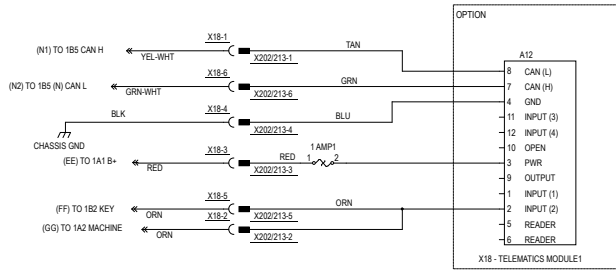 OPTION
X18-1
TAN
A12
(N1) TO 1B5 CAN H
YEL-WHT
X202/213-1
8 CAN (L)
X18-6
GRN
7 CAN (H)
(N2) TO 1B5 (N) CAN L
GRN-WHT
X202/213-6
4 GND
X18-4
BLK
BLU
11 INPUT (3)
X202/213-4
12 INPUT (4)
CHASSIS GND
10 OPEN
X18-3
1 AMP1
(EE) TO 1A1 B+
RED
RED
1 2
X202/213-3
3 PWR
9 OUTPUT
X18-5
1 INPUT (1)
ORN
(FF) TO 1B2 KEY
ORN
X202/213-5
2 INPUT (2)
X18-2
5 READER
(GG) TO 1A2 MACHINE
ORN
X202/213-2
6 READER
X18 - TELEMATICS MODULE1